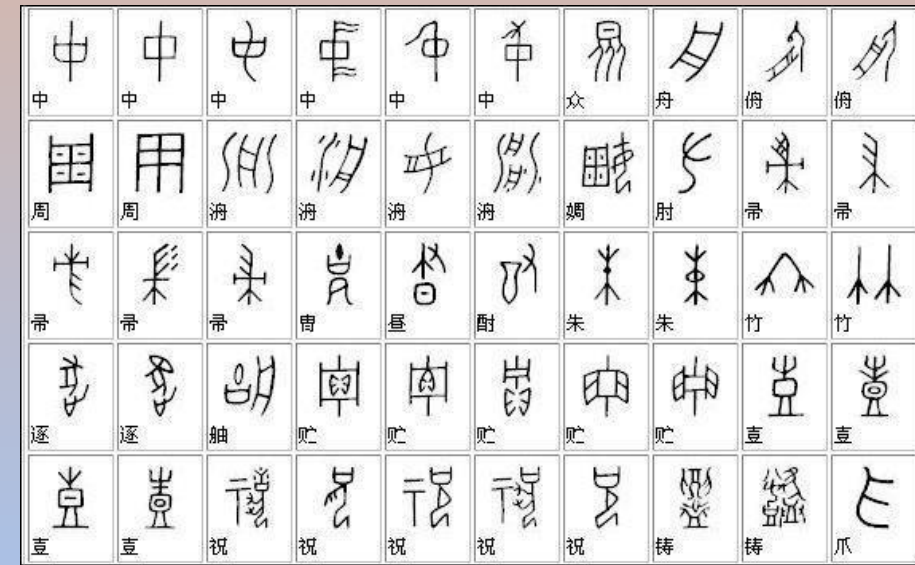 中 中 中 中 中 中 众 舟 侜 侜
周 周 洀 洀 洀 洀 婤 肘 帚 帚
帚 帚 帚 胄 昼 酎 朱 朱 竹 竹
逐 逐 舳 贮 贮 贮 贮 贮 壴 壴
壴 壴 祝 祝 祝 祝 祝 铸 铸 爪